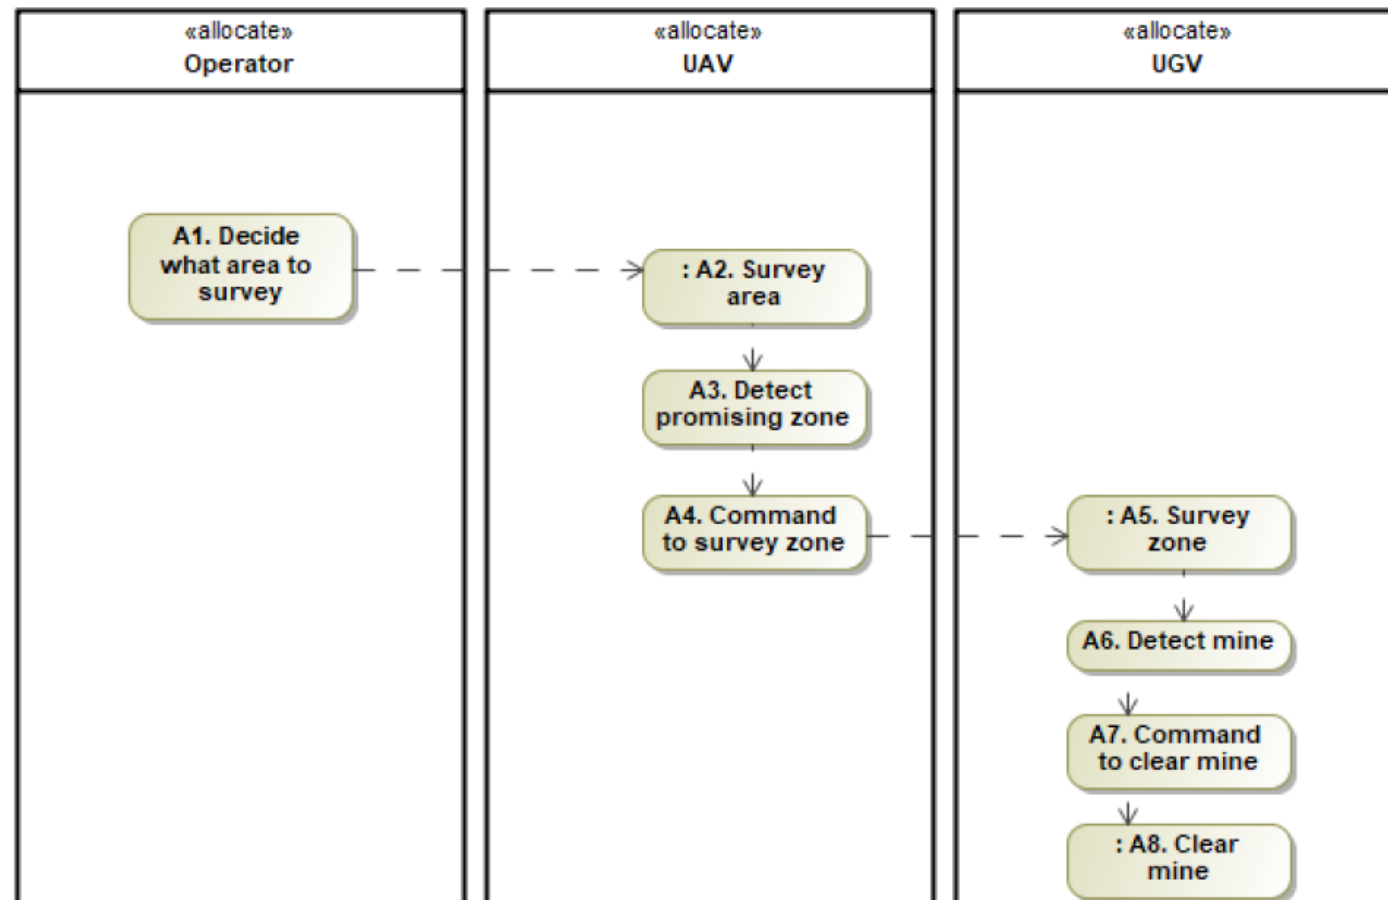 «allocate»
Operator
«allocate»
UAV
«allocate»
UGV
A1. Decide
what area to
survey
: A2. Survey
area
A3. Detect
promising zone
A4. Command
to survey zone
: A5. Survey
zone
A6. Detect mine
A7. Command
to clear mine
: A8. Clear
mine